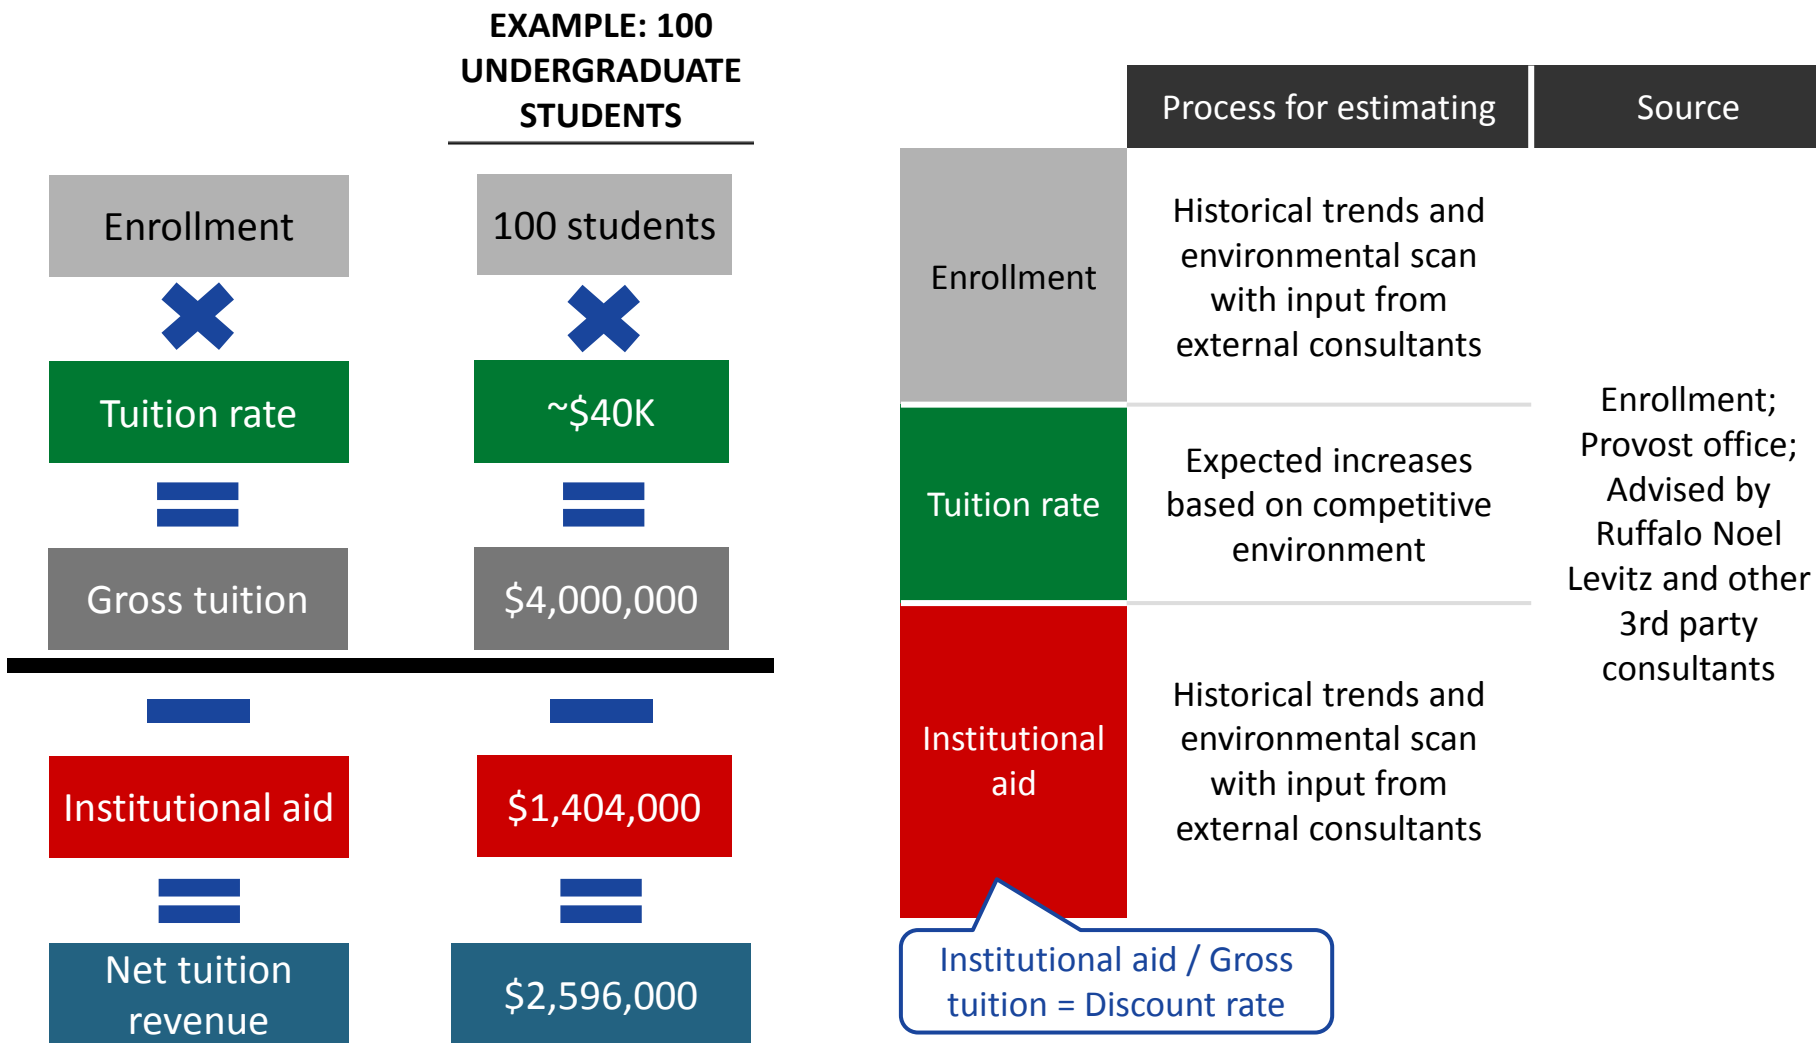 EXAMPLE: 100
UNDERGRADUATE
STUDENTS
Enrollment
100 students
Tuition rate
~$40K
Gross tuition
$4,000,000
Institutional aid
$1,404,000
Net tuition
revenue
$2,596,000
Process for estimating
Source
Enrollment
Historical trends and
environmental scan
with input from
external consultants
Tuition rate
Expected increases
based on competitive
environment
Institutional
aid
Historical trends and
environmental scan
with input from
external consultants
Enrollment;
Provost office;
Advised by
Ruffalo Noel
Levitz and other
3rd party
consultants
Institutional aid / Gross
tuition = Discount rate